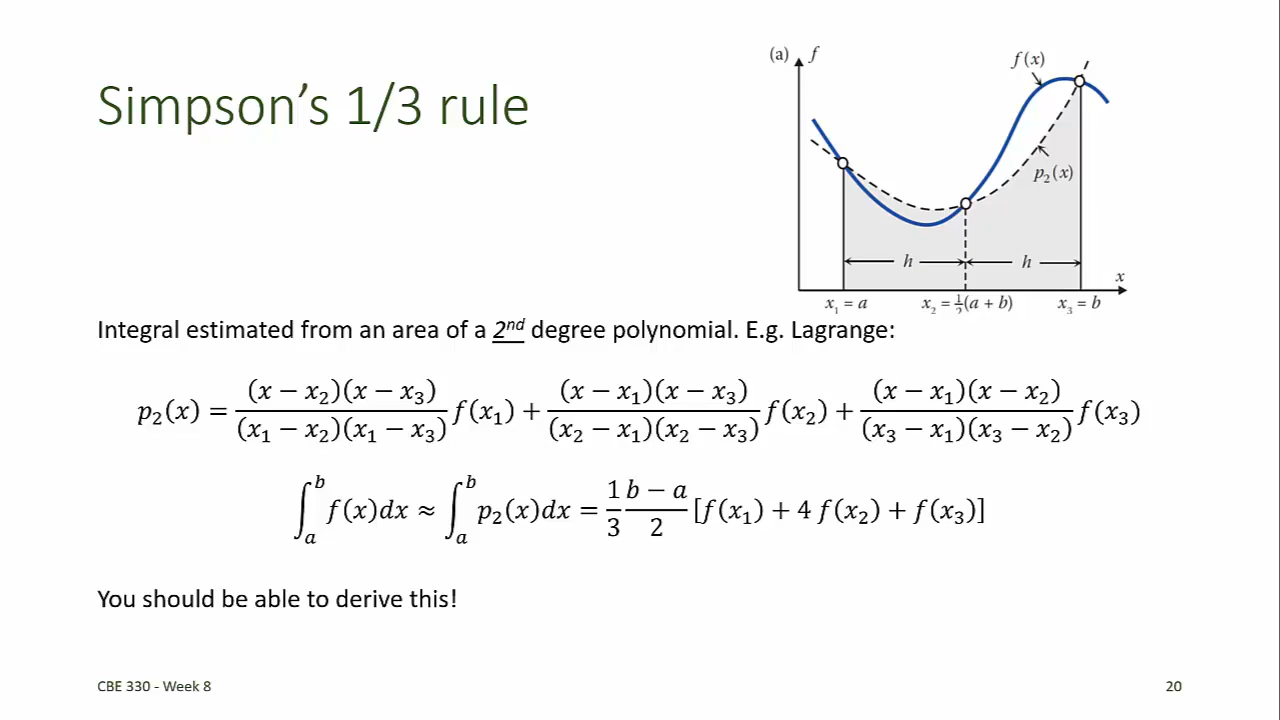 Simpson's 1/3 rule
(a) f
f(x)
p₂(x)
h h
x
x₁ = a x₂ = ½(a + b) x₃ = b
Integral estimated from an area of a 2nd degree polynomial. E.g. Lagrange:
p₂(x) = (x − x₂)(x − x₃)/(x₁ − x₂)(x₁ − x₃) f(x₁) + (x − x₁)(x − x₃)/(x₂ − x₁)(x₂ − x₃) f(x₂) + (x − x₁)(x − x₂)/(x₃ − x₁)(x₃ − x₂) f(x₃)
∫ₐᵇ f(x)dx ≈ ∫ₐᵇ p₂(x)dx = 1/3 b − a/2 [f(x₁) + 4 f(x₂) + f(x₃)]
You should be able to derive this!
CBE 330 - Week 8
20